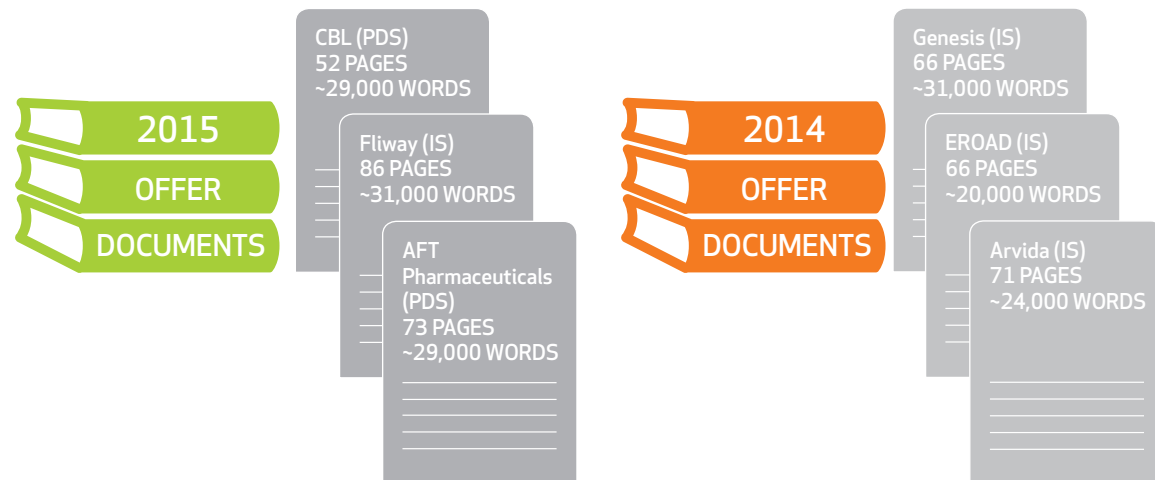 2015
OFFER
DOCUMENTS
CBL (PDS)
52 PAGES
~29,000 WORDS
Fliway (IS)
86 PAGES
~31,000 WORDS
AFT
Pharmaceuticals
(PDS)
73 PAGES
~29,000 WORDS
2014
OFFER
DOCUMENTS
Genesis (IS)
66 PAGES
~31,000 WORDS
EROAD (IS)
66 PAGES
~20,000 WORDS
Arvida (IS)
71 PAGES
~24,000 WORDS